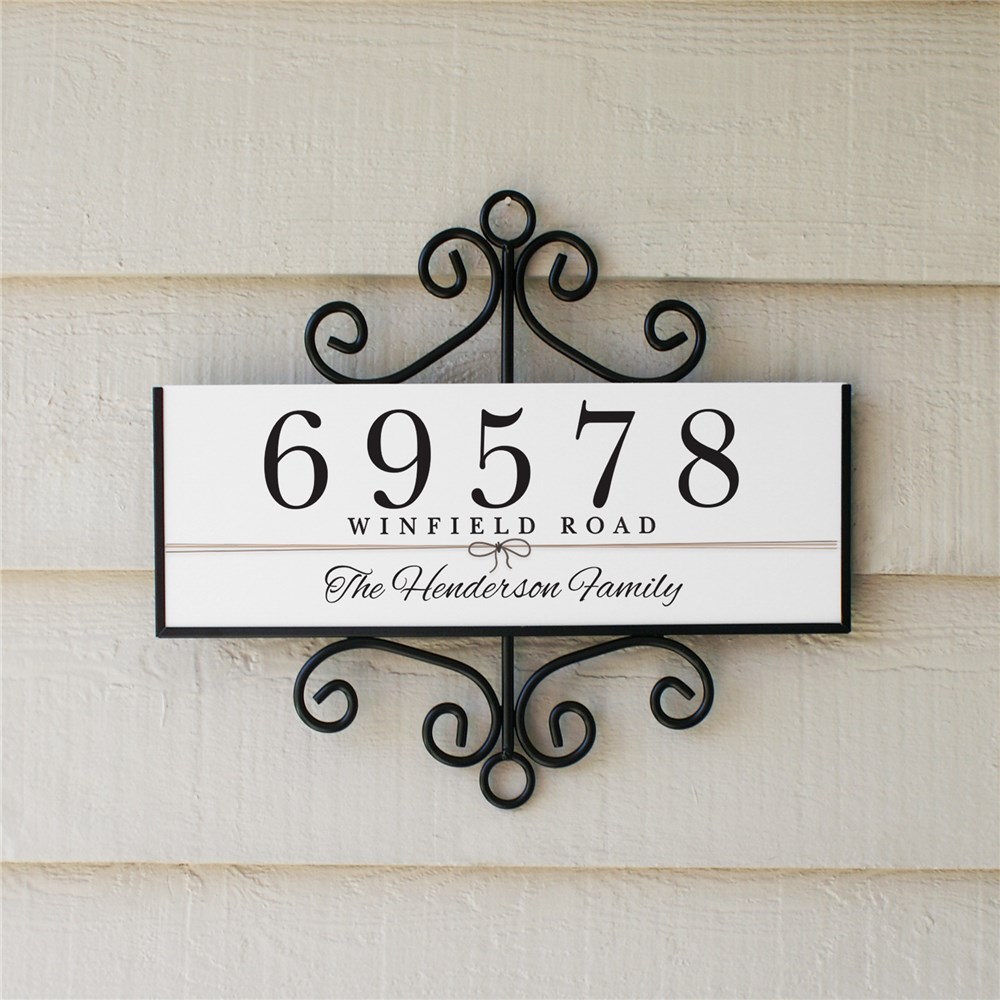 69578
WINFIELD ROAD
The Henderson Family